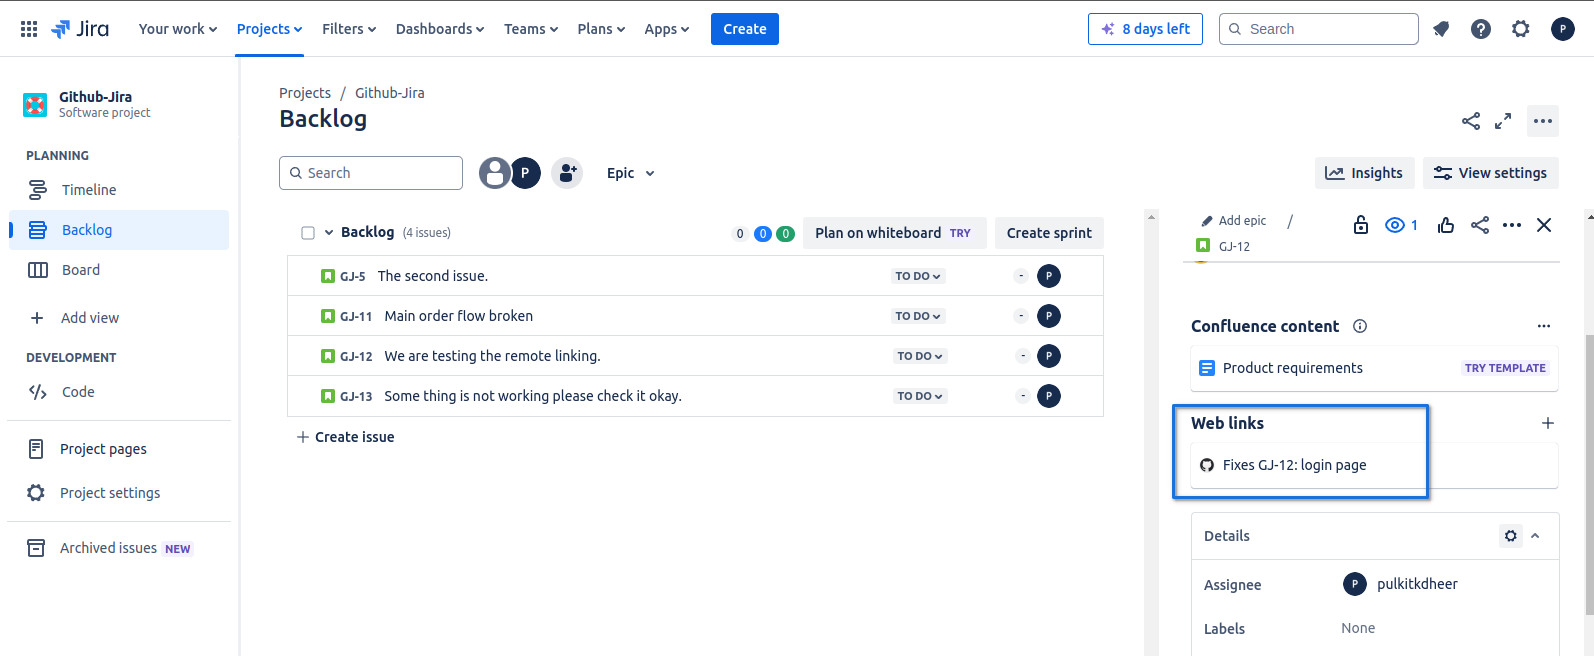 Jira Your work Projects Filters Dashboards Teams Plans Apps Create 8 days left Search P
Github-Jira
Software project
PLANNING
Timeline
Backlog
Board
Add view
DEVELOPMENT
Code
Project pages
Project settings
Archived issues NEW
Projects / Github-Jira
Backlog
Search P Epic Insights View settings
Backlog (4 issues) 0 0 0 Plan on whiteboard TRY Create sprint
GJ-5 The second issue. TO DO - P
GJ-11 Main order flow broken TO DO - P
GJ-12 We are testing the remote linking. TO DO - P
GJ-13 Some thing is not working please check it okay. TO DO - P
Create issue
Add epic / 1
GJ-12
Confluence content
Product requirements TRY TEMPLATE
Web links
Fixes GJ-12: login page
Details
Assignee P pulkitkdheer
Labels None